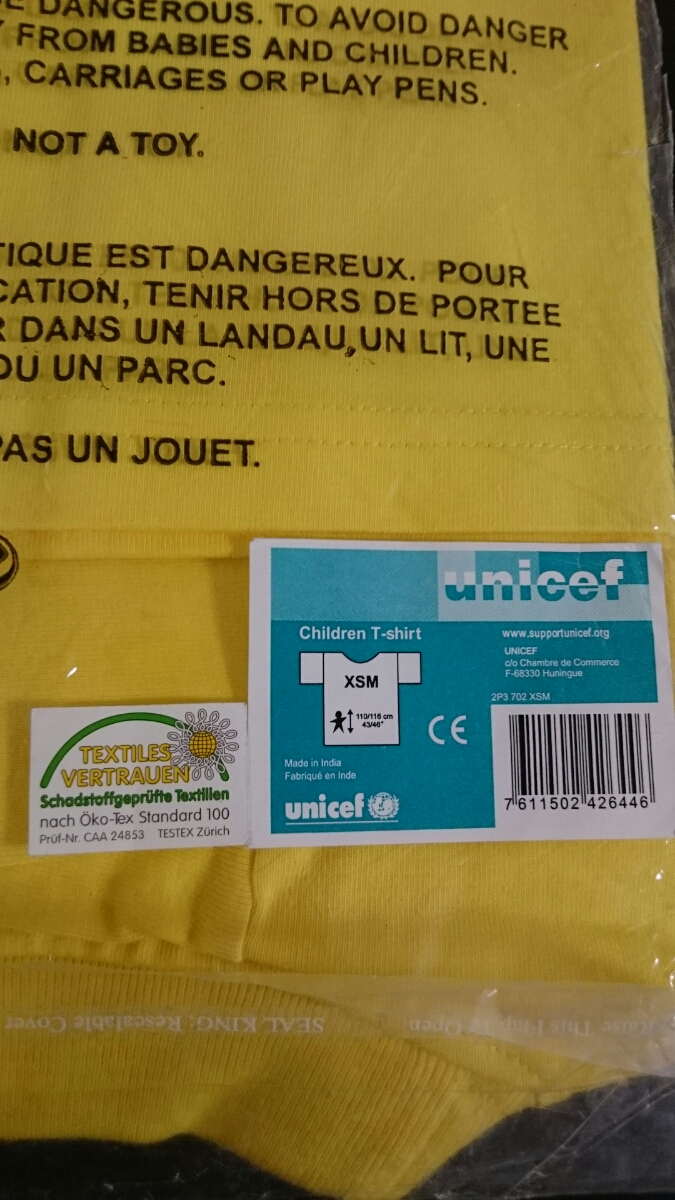 DANGEROUS. TO AVOID DANGER
FROM BABIES AND CHILDREN.
, CARRIAGES OR PLAY PENS.
NOT A TOY.
TIQUE EST DANGEREUX. POUR
CATION, TENIR HORS DE PORTEE
R DANS UN LANDAU, UN LIT, UNE
OU UN PARC.
PAS UN JOUET.
unicef
Children T-shirt
XSM
110/116 cm
43/46"
Made in India
Fabriqué en Inde
unicef
www.supportunicef.org
UNICEF
c/o Chambre de Commerce
F-68330 Huningue
2P3 702 XSM
CE
7 611502 426446
TEXTILES
VERTRAUEN
Schadstoffgeprüfte Textilien
nach Öko-Tex Standard 100
Prüf-Nr. CAA 24853 TESTEX Zürich
SEAL KING: Resealable Cover